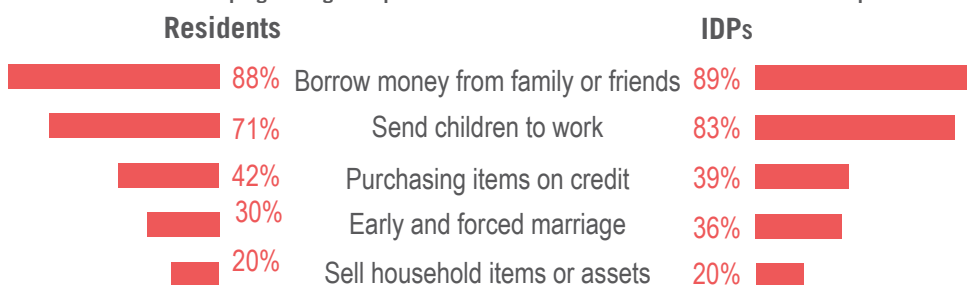 Residents IDPs
88% Borrow money from family or friends 89%
71% Send children to work 83%
42% Purchasing items on credit 39%
30% Early and forced marriage 36%
20% Sell household items or assets 20%